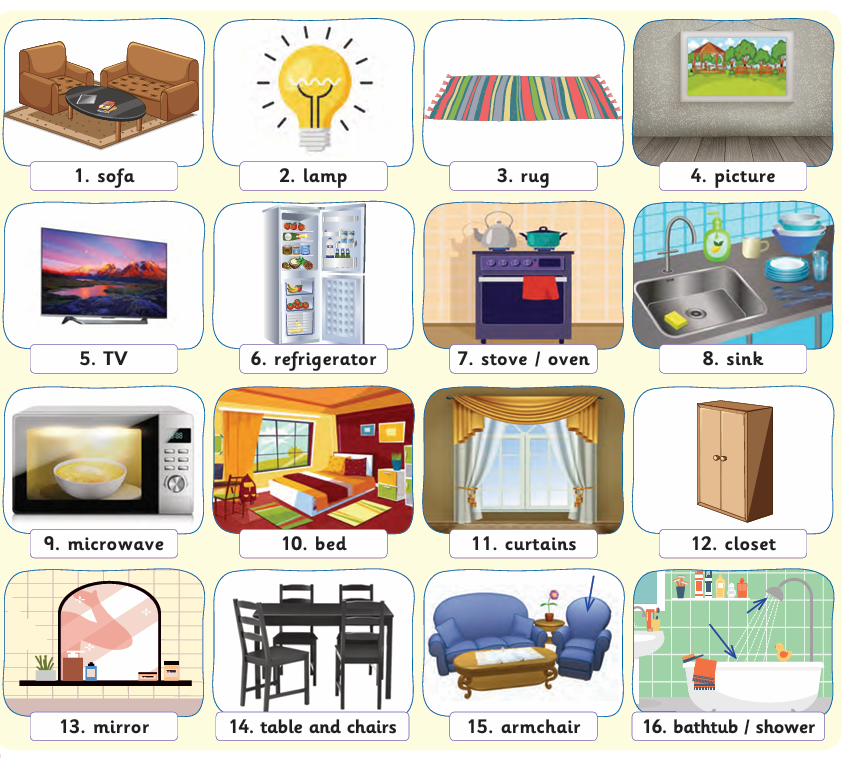 1. sofa
2. lamp
3. rug
4. picture
5. TV
6. refrigerator
7. stove / oven
8. sink
9. microwave
10. bed
11. curtains
12. closet
13. mirror
14. table and chairs
15. armchair
16. bathtub / shower